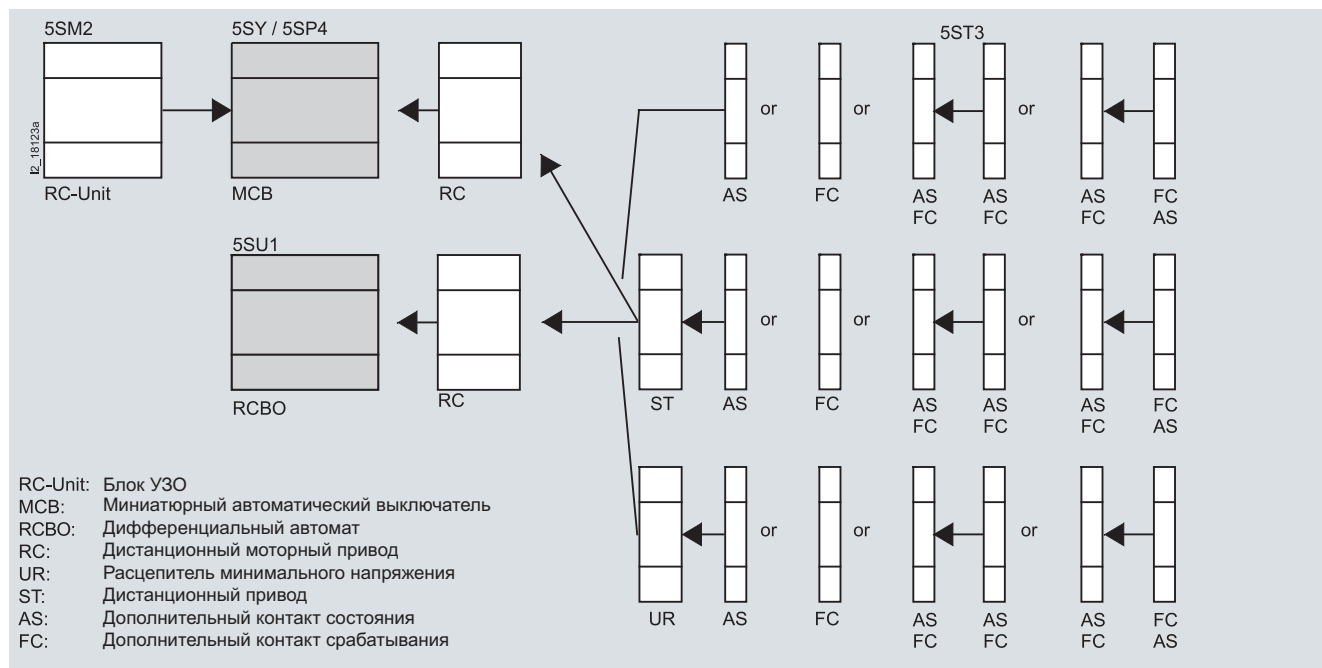 5SM2 5SY / 5SP4 5ST3
or or or
I2_18123a
RC-Unit MCB RC AS FC AS AS AS FC
FC FC FC AS
5SU1
or or or
RCBO RC ST AS FC AS AS AS FC
FC FC FC AS
RC-Unit: Блок УЗО
MCB: Миниатюрный автоматический выключатель
RCBO: Дифференциальный автомат
RC: Дистанционный моторный привод
UR: Расцепитель минимального напряжения
ST: Дистанционный привод
AS: Дополнительный контакт состояния
FC: Дополнительный контакт срабатывания
or or or
UR AS FC AS AS AS FC
FC FC FC AS